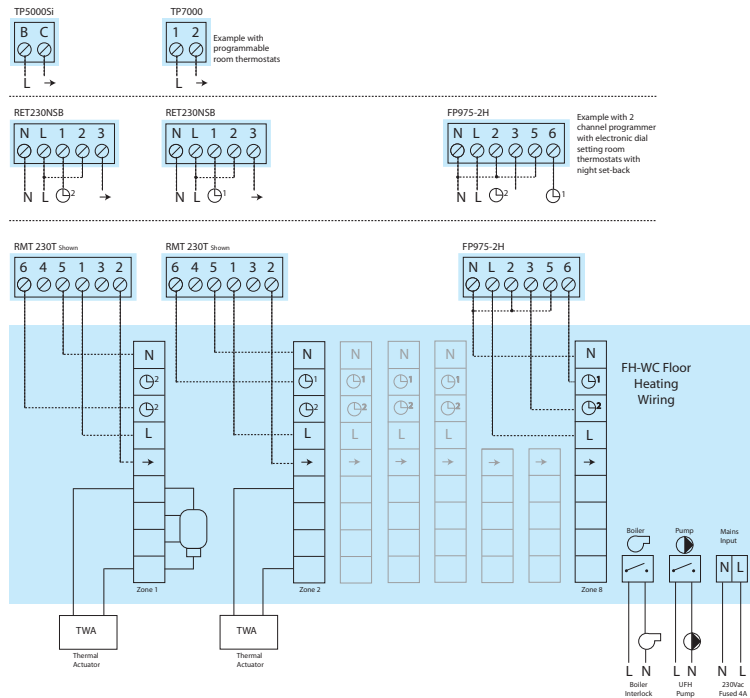 TP5000Si
TP7000
B C
1 2
Example with
programmable
room thermostats
L
L
RET230NSB
RET230NSB
FP975-2H
N L 1 2 3
N L 1 2 3
N L 2 3 5 6
Example with 2
channel programmer
with electronic dial
setting room
thermostats with
night set-back
N L 2
N L 1
N L 2 1
RMT 230T Shown
RMT 230T Shown
FP975-2H
6 4 5 1 3 2
6 4 5 1 3 2
N L 2 3 5 6
N N N N N N
2 1 1 1 1 1
2 2 2 2 2 2
L L L L L L
FH-WC Floor
Heating
Wiring
Boiler
Pump
Mains
Input
N L
Zone 1
Zone 2
Zone 8
TWA
TWA
Thermal
Actuator
Thermal
Actuator
L N L N N L
Boiler
Interlock
UFH
Pump
230Vac
Fused 4A